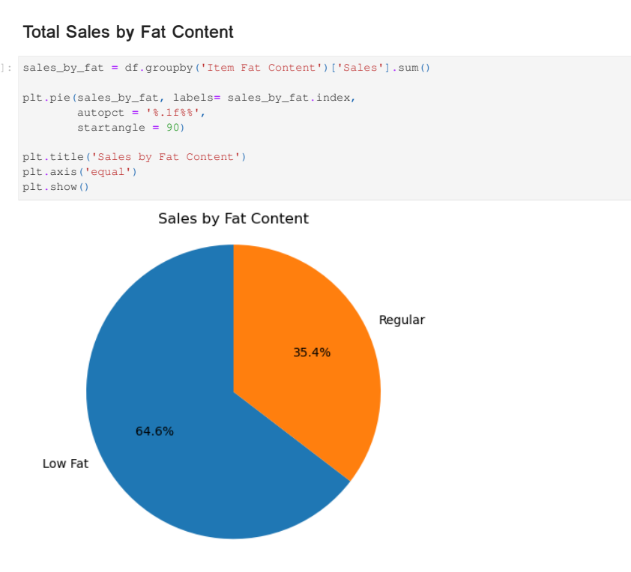 Total Sales by Fat Content
]: sales_by_fat = df.groupby('Item Fat Content')['Sales'].sum()
plt.pie(sales_by_fat, labels= sales_by_fat.index,
autopct = '%.1f%%',
startangle = 90)
plt.title('Sales by Fat Content')
plt.axis('equal')
plt.show()
Sales by Fat Content
Regular
35.4%
64.6%
Low Fat